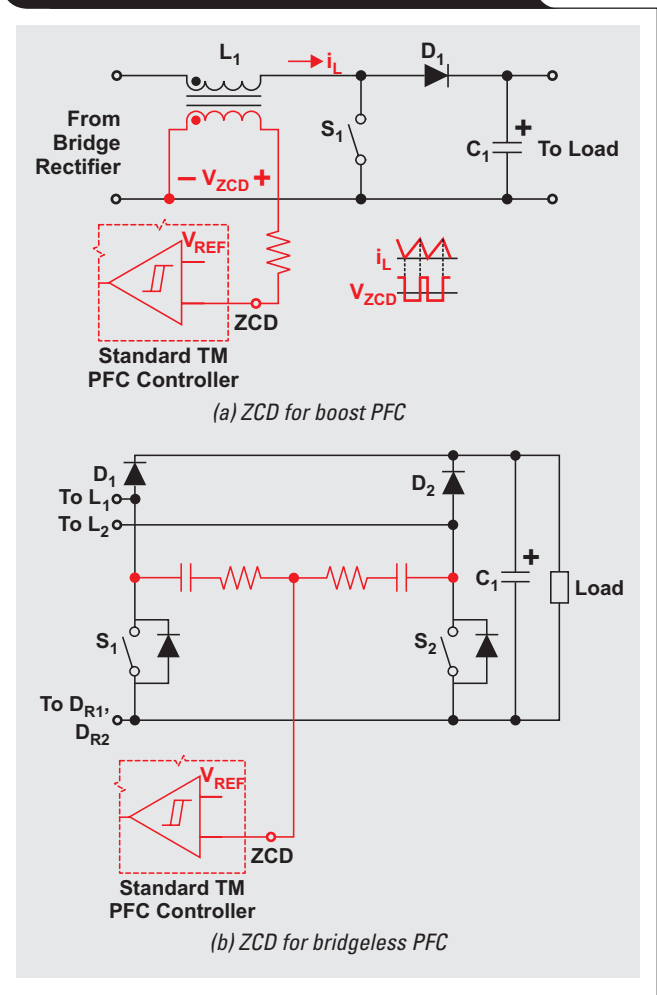 L1
iL
D1
From
Bridge
Rectifier
S1
C1
+
To Load
– VZCD +
VREF
ZCD
iL
VZCD
Standard TM
PFC Controller
(a) ZCD for boost PFC
D1
D2
To L1
To L2
C1
+
Load
S1
S2
To DR1,
DR2
VREF
ZCD
Standard TM
PFC Controller
(b) ZCD for bridgeless PFC